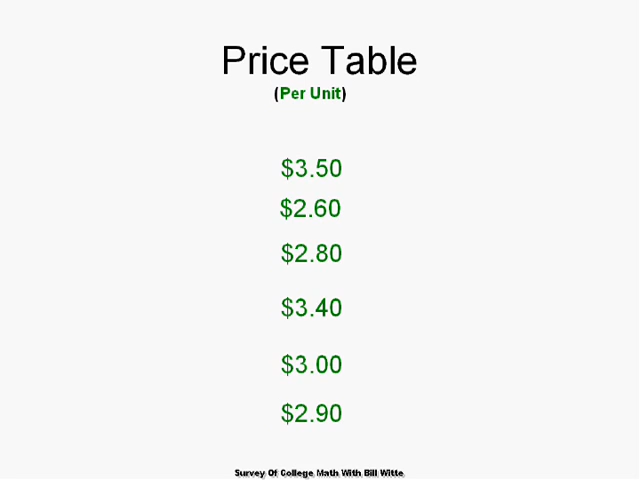 Price Table
(Per Unit)
$3.50
$2.60
$2.80
$3.40
$3.00
$2.90
Survey Of College Math With Bill Witte